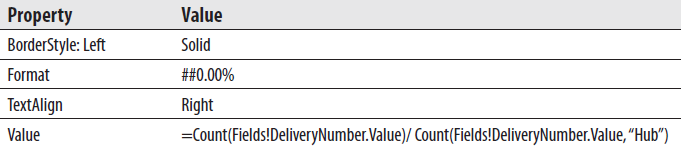 Property Value
BorderStyle: Left Solid
Format ##0.00%
TextAlign Right
Value =Count(Fields!DeliveryNumber.Value)/ Count(Fields!DeliveryNumber.Value, “Hub”)